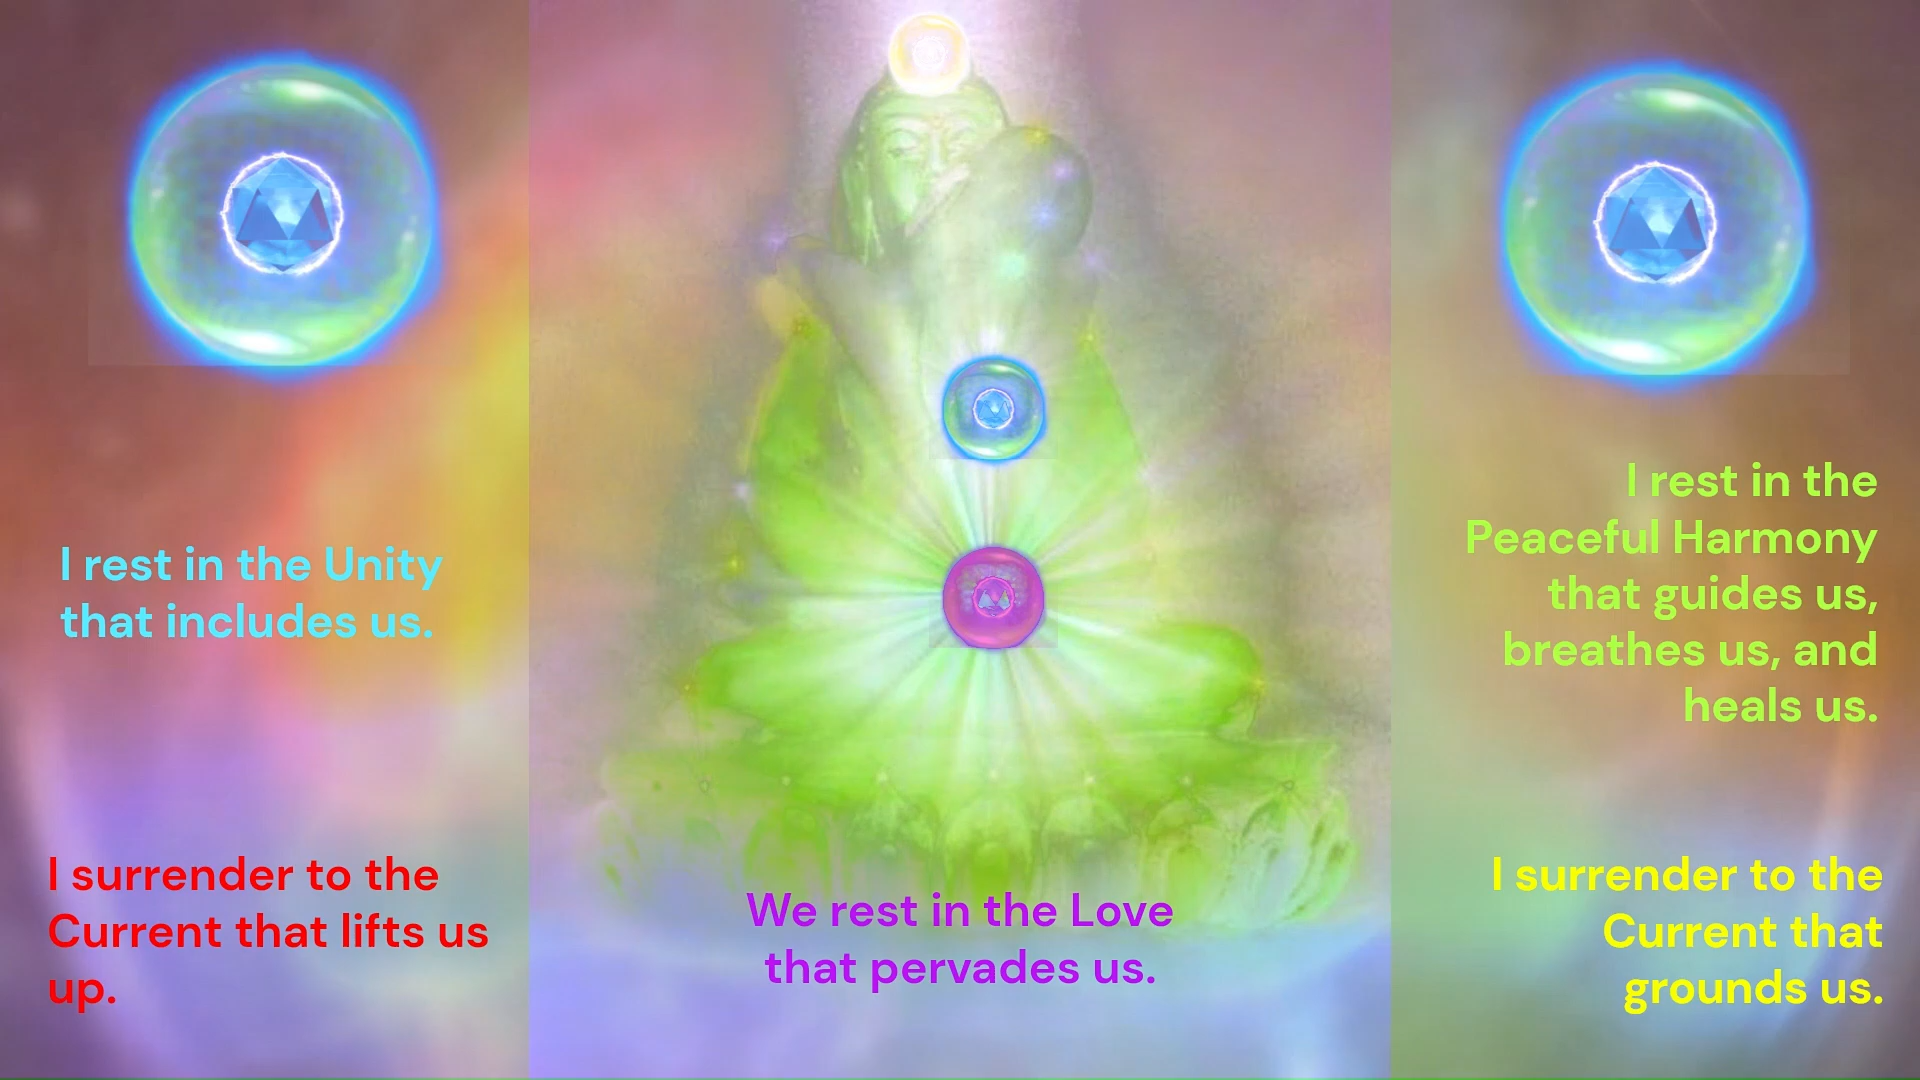 I rest in the Unity
that includes us.
I surrender to the
Current that lifts us
up.
We rest in the Love
that pervades us.
I rest in the
Peaceful Harmony
that guides us,
breathes us, and
heals us.
I surrender to the
Current that
grounds us.